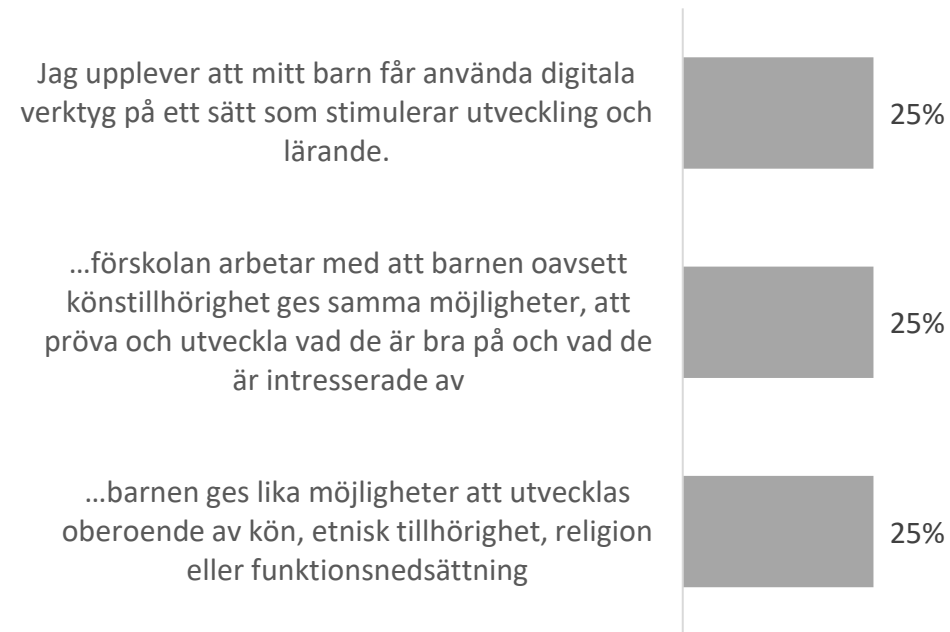 Jag upplever att mitt barn får använda digitala
verktyg på ett sätt som stimulerar utveckling och
lärande.
25%
…förskolan arbetar med att barnen oavsett
könstillhörighet ges samma möjligheter, att
pröva och utveckla vad de är bra på och vad de
är intresserade av
25%
…barnen ges lika möjligheter att utvecklas
oberoende av kön, etnisk tillhörighet, religion
eller funktionsnedsättning
25%